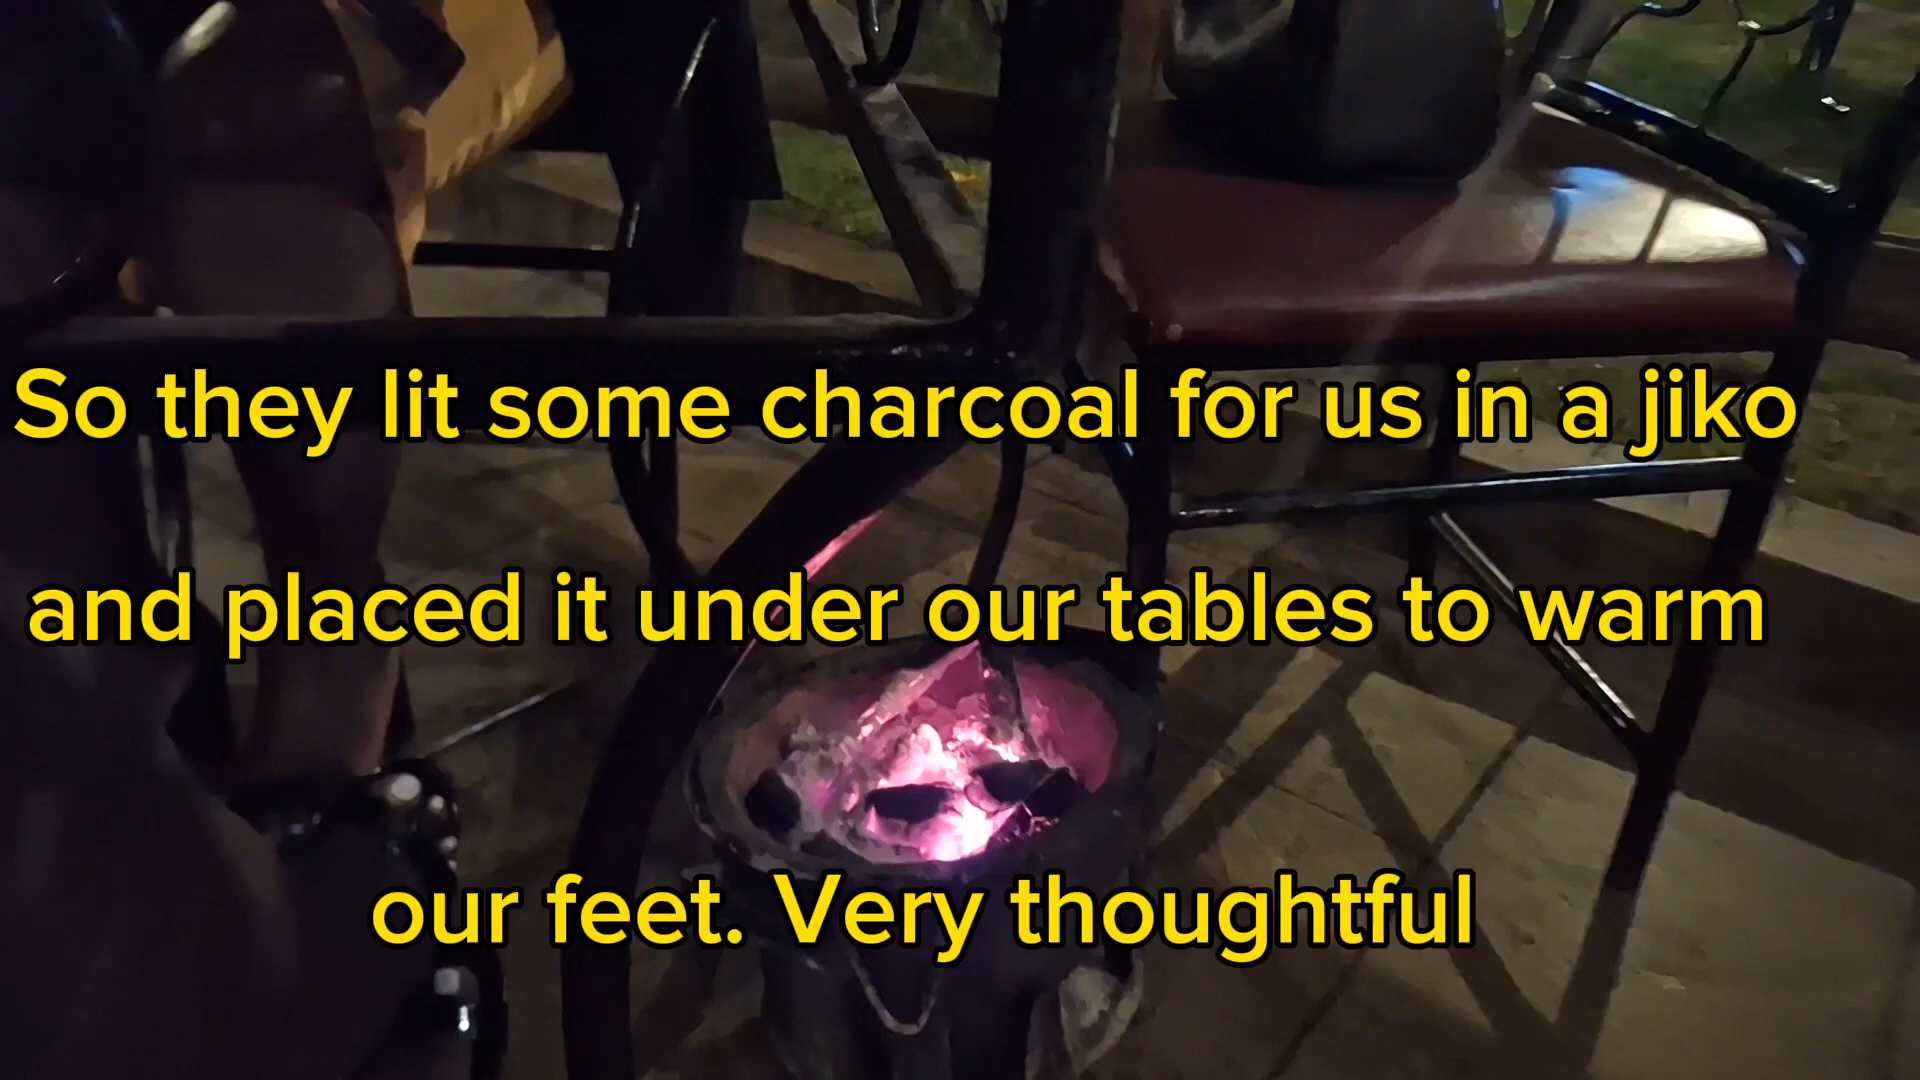 So they lit some charcoal for us in a jiko
and placed it under our tables to warm
our feet. Very thoughtful